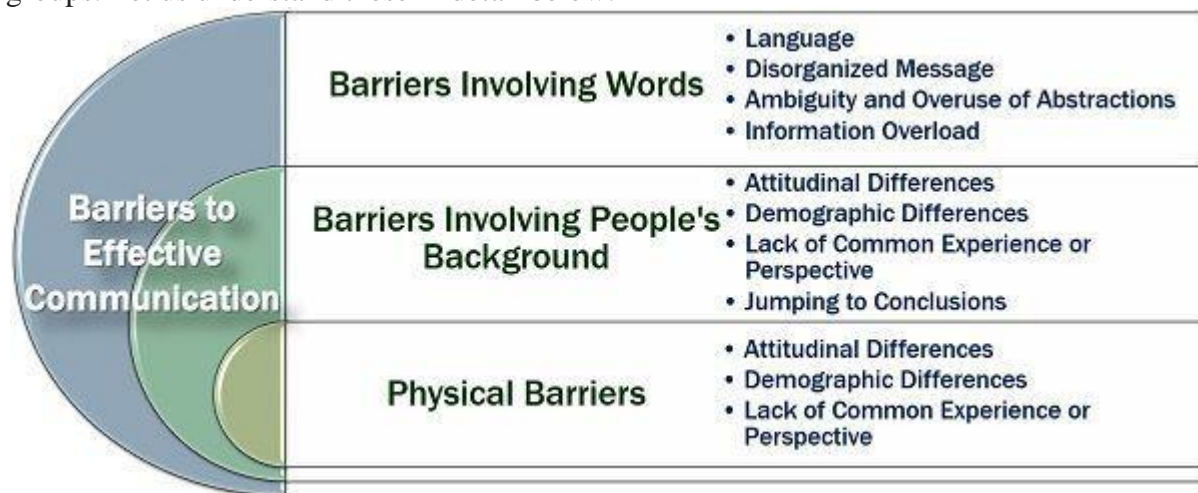 Barriers to
Effective
Communication
Barriers Involving Words
• Language
• Disorganized Message
• Ambiguity and Overuse of Abstractions
• Information Overload
Barriers Involving People's
Background
• Attitudinal Differences
• Demographic Differences
• Lack of Common Experience or
Perspective
• Jumping to Conclusions
Physical Barriers
• Attitudinal Differences
• Demographic Differences
• Lack of Common Experience or
Perspective